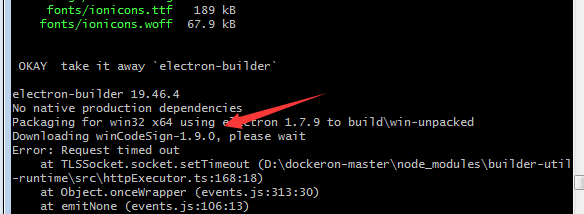 fonts/ionicons.ttf 189 kB
fonts/ionicons.woff 67.9 kB
OKAY take it away `electron-builder`
electron-builder 19.46.4
No native production dependencies
Packaging for win32 x64 using electron 1.7.9 to build\win-unpacked
Downloading winCodeSign-1.9.0, please wait
Error: Request timed out
at TLSSocket.socket.setTimeout (D:\dockeron-master\node_modules\builder-util
-runtime\src\httpExecutor.ts:168:18)
at Object.onceWrapper (events.js:313:30)
at emitNone (events.js:106:13)